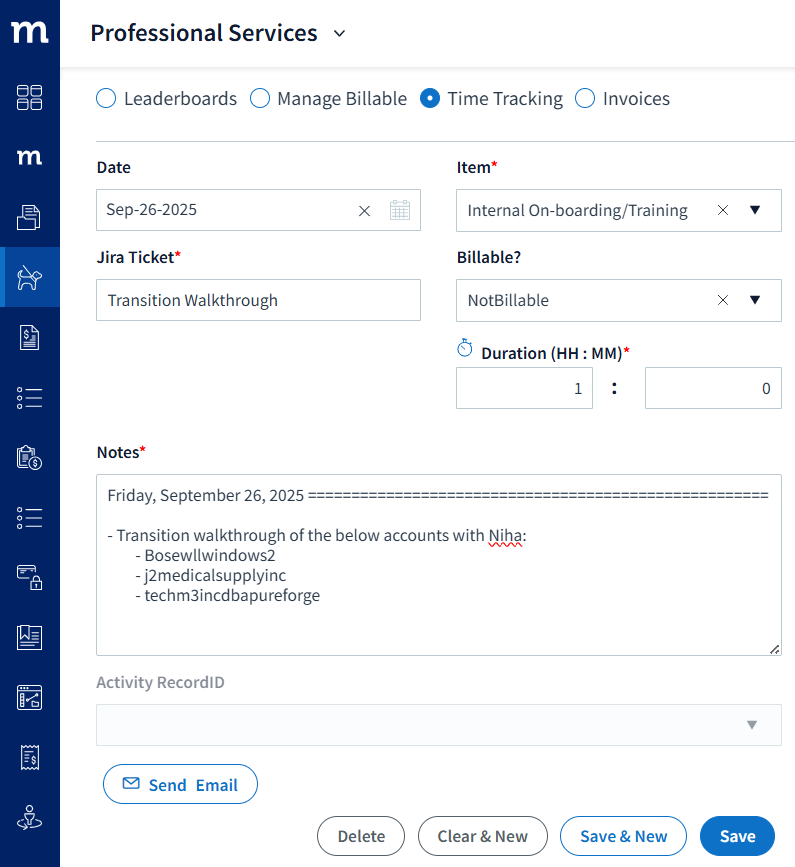 m
Professional Services
m
Leaderboards Manage Billable Time Tracking Invoices
Date
Item*
Sep-26-2025
Internal On-boarding/Training
Jira Ticket*
Billable?
Transition Walkthrough
NotBillable
Duration (HH : MM)*
1 : 0
Notes*
Friday, September 26, 2025 =====================================================
- Transition walkthrough of the below accounts with Niha:
- Bosewllwindows2
- j2medicalsupplyinc
- techm3incdbapureforge
Activity RecordID
Send Email
Delete
Clear & New
Save & New
Save